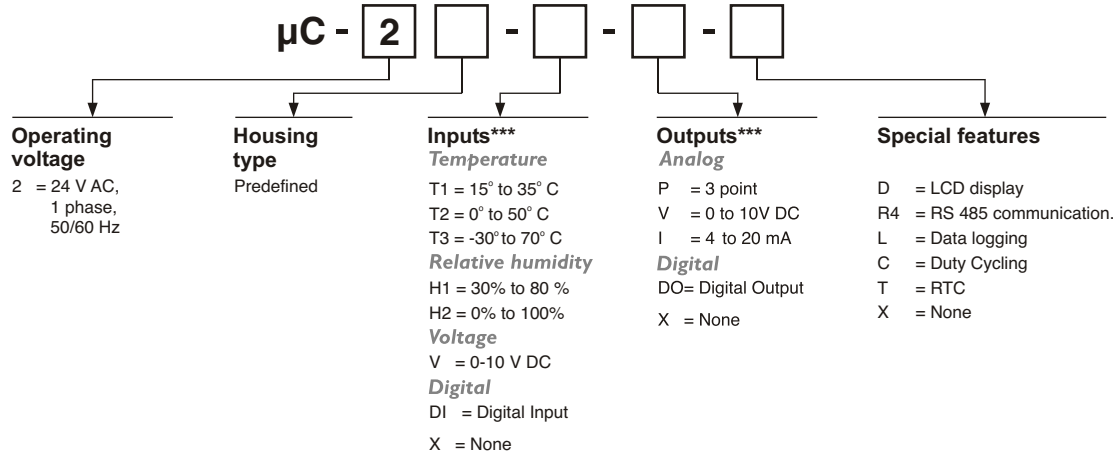 µC - 2 - - -
Operating
voltage
2 = 24 V AC,
1 phase,
50/60 Hz
Housing
type
Predefined
Inputs***
Temperature
T1 = 15° to 35° C
T2 = 0° to 50° C
T3 = -30° to 70° C
Relative humidity
H1 = 30% to 80 %
H2 = 0% to 100%
Voltage
V = 0-10 V DC
Digital
DI = Digital Input
X = None
Outputs***
Analog
P = 3 point
V = 0 to 10V DC
I = 4 to 20 mA
Digital
DO= Digital Output
X = None
Special features
D = LCD display
R4 = RS 485 communication.
L = Data logging
C = Duty Cycling
T = RTC
X = None